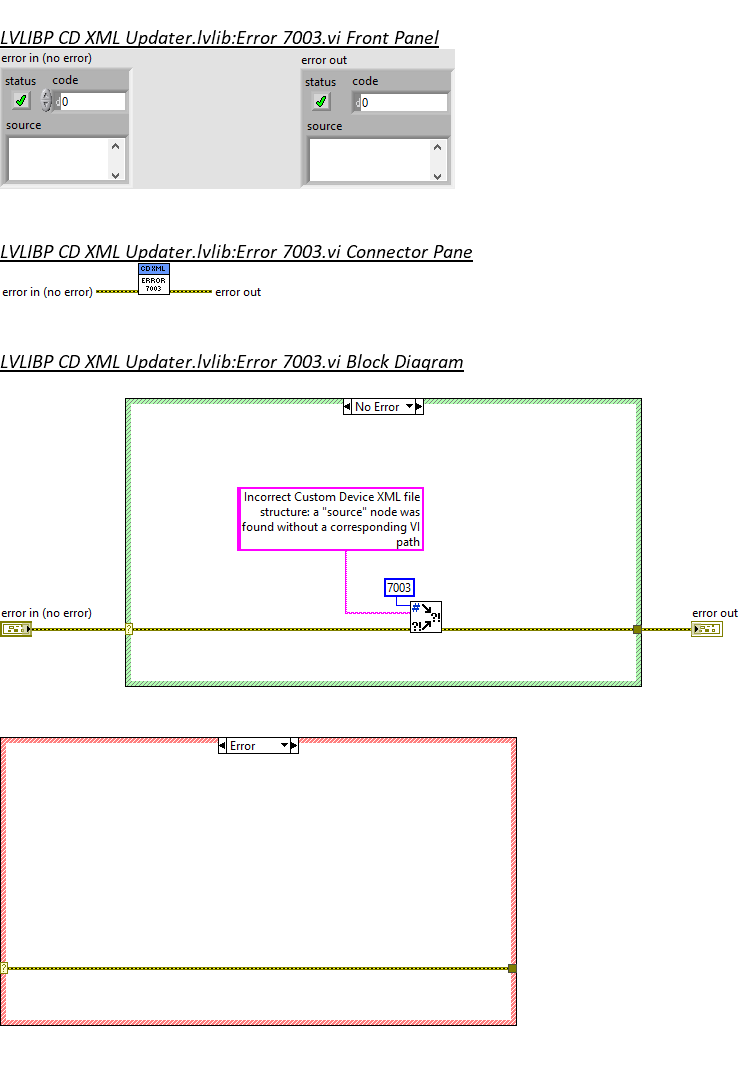 LVLIBP CD XML Updater.lvlib:Error 7003.vi Front Panel
error in (no error)
error out
status
code
status
code
d
0
d
0
source
source
LVLIBP CD XML Updater.lvlib:Error 7003.vi Connector Pane
CD XML
ERROR
7003
error in (no error)
error out
LVLIBP CD XML Updater.lvlib:Error 7003.vi Block Diagram
No Error
Incorrect Custom Device XML file
structure: a "source" node was
found without a corresponding VI
path
7003
#
?!
?!
error in (no error)
error out
?
Error
?